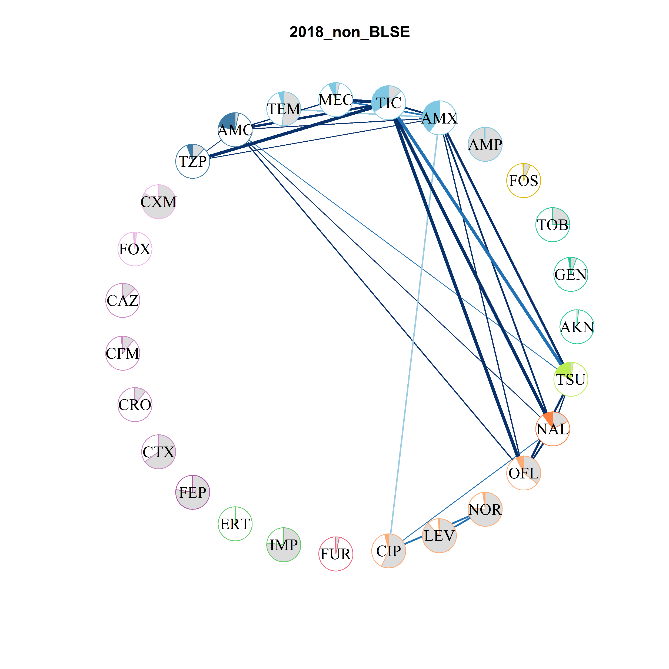 2018_non_BLSE
MEC
TIC
TEM
AMX
AMC
AMP
TZP
FOS
CXM
TOB
FOX
GEN
CAZ
AKN
CPM
TSU
CRO
NAL
CTX
OFL
FEP
NOR
ERT
LEV
IMP
FUR
CIP